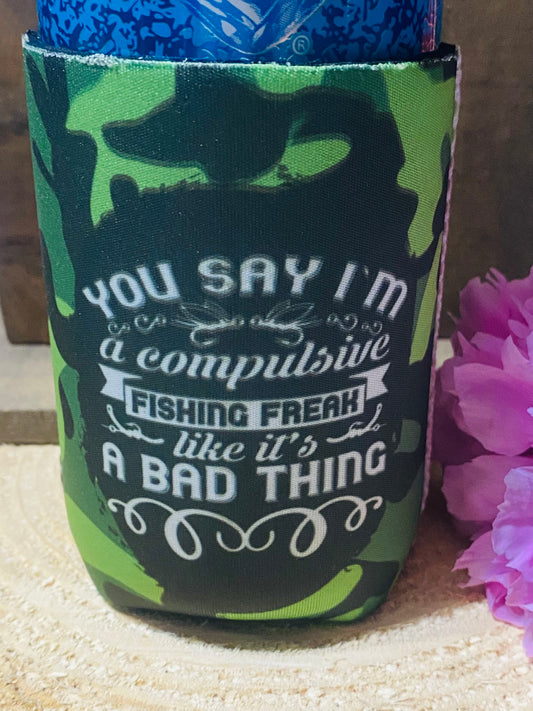 ®
YOU SAY I'M
a compulsive
FISHING FREAK
like it's
A BAD THING